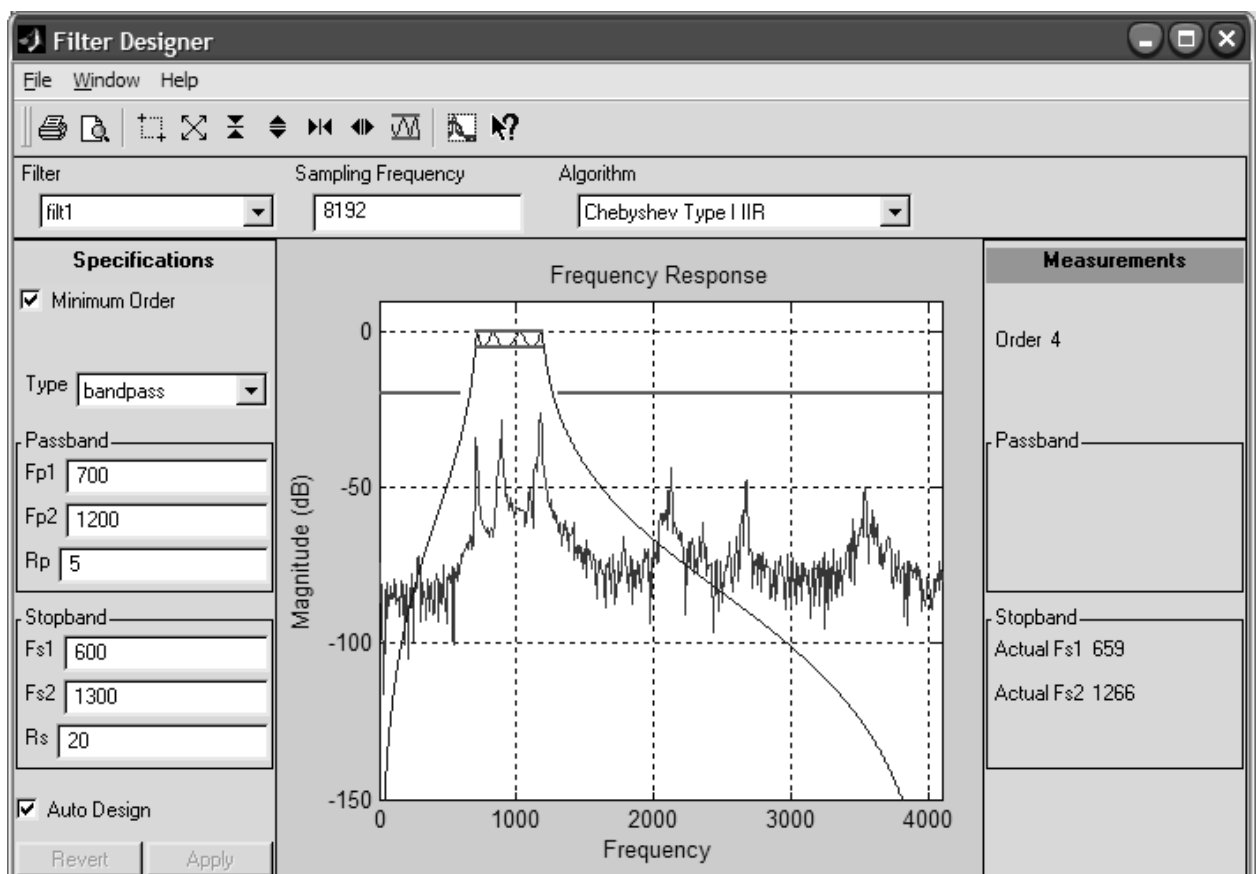 Filter Designer
File Window Help
Filter
Sampling Frequency
Algorithm
filt1
8192
Chebyshev Type I IIR
Specifications
Minimum Order
Type bandpass
Passband
Fp1 700
Fp2 1200
Rp 5
Stopband
Fs1 600
Fs2 1300
Rs 20
Auto Design
Revert Apply
Frequency Response
Magnitude (dB)
0
-50
-100
-150
0 1000 2000 3000 4000
Frequency
Measurements
Order 4
Passband
Stopband
Actual Fs1 659
Actual Fs2 1266